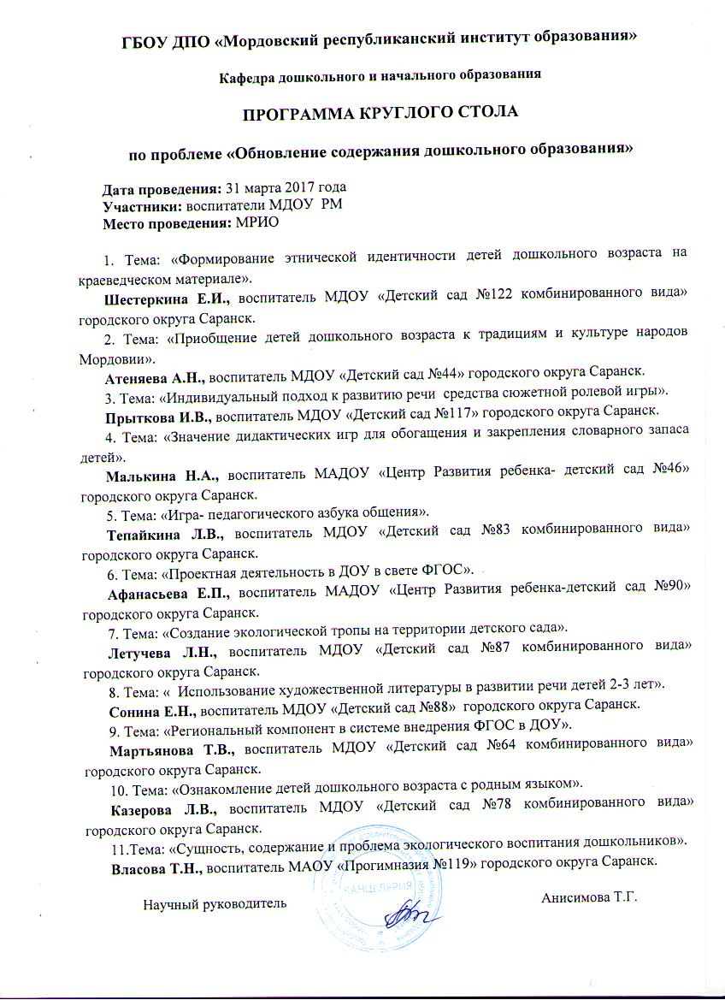 ГБОУ ДПО «Мордовский республиканский институт образования»
Кафедра дошкольного и начального образования
ПРОГРАММА КРУГЛОГО СТОЛА
по проблеме «Обновление содержания дошкольного образования»
Дата проведения: 31 марта 2017 года
Участники: воспитатели МДОУ  РМ
Место проведения: МРИО
1. Тема: «Формирование этнической идентичности детей дошкольного возраста на
краеведческом материале».
Шестеркина Е.И., воспитатель МДОУ «Детский сад №122 комбинированного вида»
городского округа Саранск.
2. Тема: «Приобщение детей дошкольного возраста к традициям и культуре народов
Мордовии».
Атеняева А.Н., воспитатель МДОУ «Детский сад №44» городского округа Саранск.
3. Тема: «Индивидуальный подход к развитию речи  средства сюжетной ролевой игры».
Прыткова И.В., воспитатель МДОУ «Детский сад №117» городского округа Саранск.
4. Тема: «Значение дидактических игр для обогащения и закрепления словарного запаса
детей».
Малькина Н.А., воспитатель МАДОУ «Центр Развития ребенка- детский сад №46»
городского округа Саранск.
5. Тема: «Игра- педагогического азбука общения».
Тепайкина Л.В., воспитатель МДОУ «Детский сад №83 комбинированного вида»
городского округа Саранск.
6. Тема: «Проектная деятельность в ДОУ в свете ФГОС».
Афанасьева Е.П., воспитатель МАДОУ «Центр Развития ребенка-детский сад №90»
городского округа Саранск.
7. Тема: «Создание экологической тропы на территории детского сада».
Летучева Л.Н., воспитатель МДОУ «Детский сад №87 комбинированного вида»
городского округа Саранск.
8. Тема: «  Использование художественной литературы в развитии речи детей 2-3 лет».
Сонина Е.Н., воспитатель МДОУ «Детский сад №88»  городского округа Саранск.
9. Тема: «Региональный компонент в системе внедрения ФГОС в ДОУ».
Мартьянова Т.В., воспитатель МДОУ «Детский сад №64 комбинированного вида»
городского округа Саранск.
10. Тема: «Ознакомление детей дошкольного возраста с родным языком».
Казерова Л.В., воспитатель МДОУ «Детский сад №78 комбинированного вида»
городского округа Саранск.
11.Тема: «Сущность, содержание и проблема экологического воспитания дошкольников».
Власова Т.Н., воспитатель МАОУ «Прогимназия №119» городского округа Саранск.
КАНЦЕЛЯРИЯ
Научный руководитель Анисимова Т.Г.